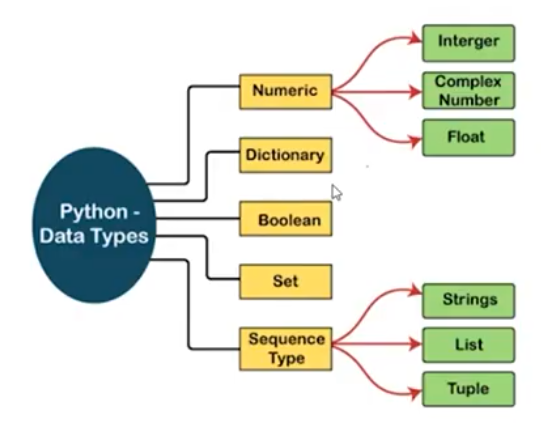 Python -
Data Types
Numeric
Dictionary
Boolean
Set
Sequence
Type
Interger
Complex
Number
Float
Strings
List
Tuple